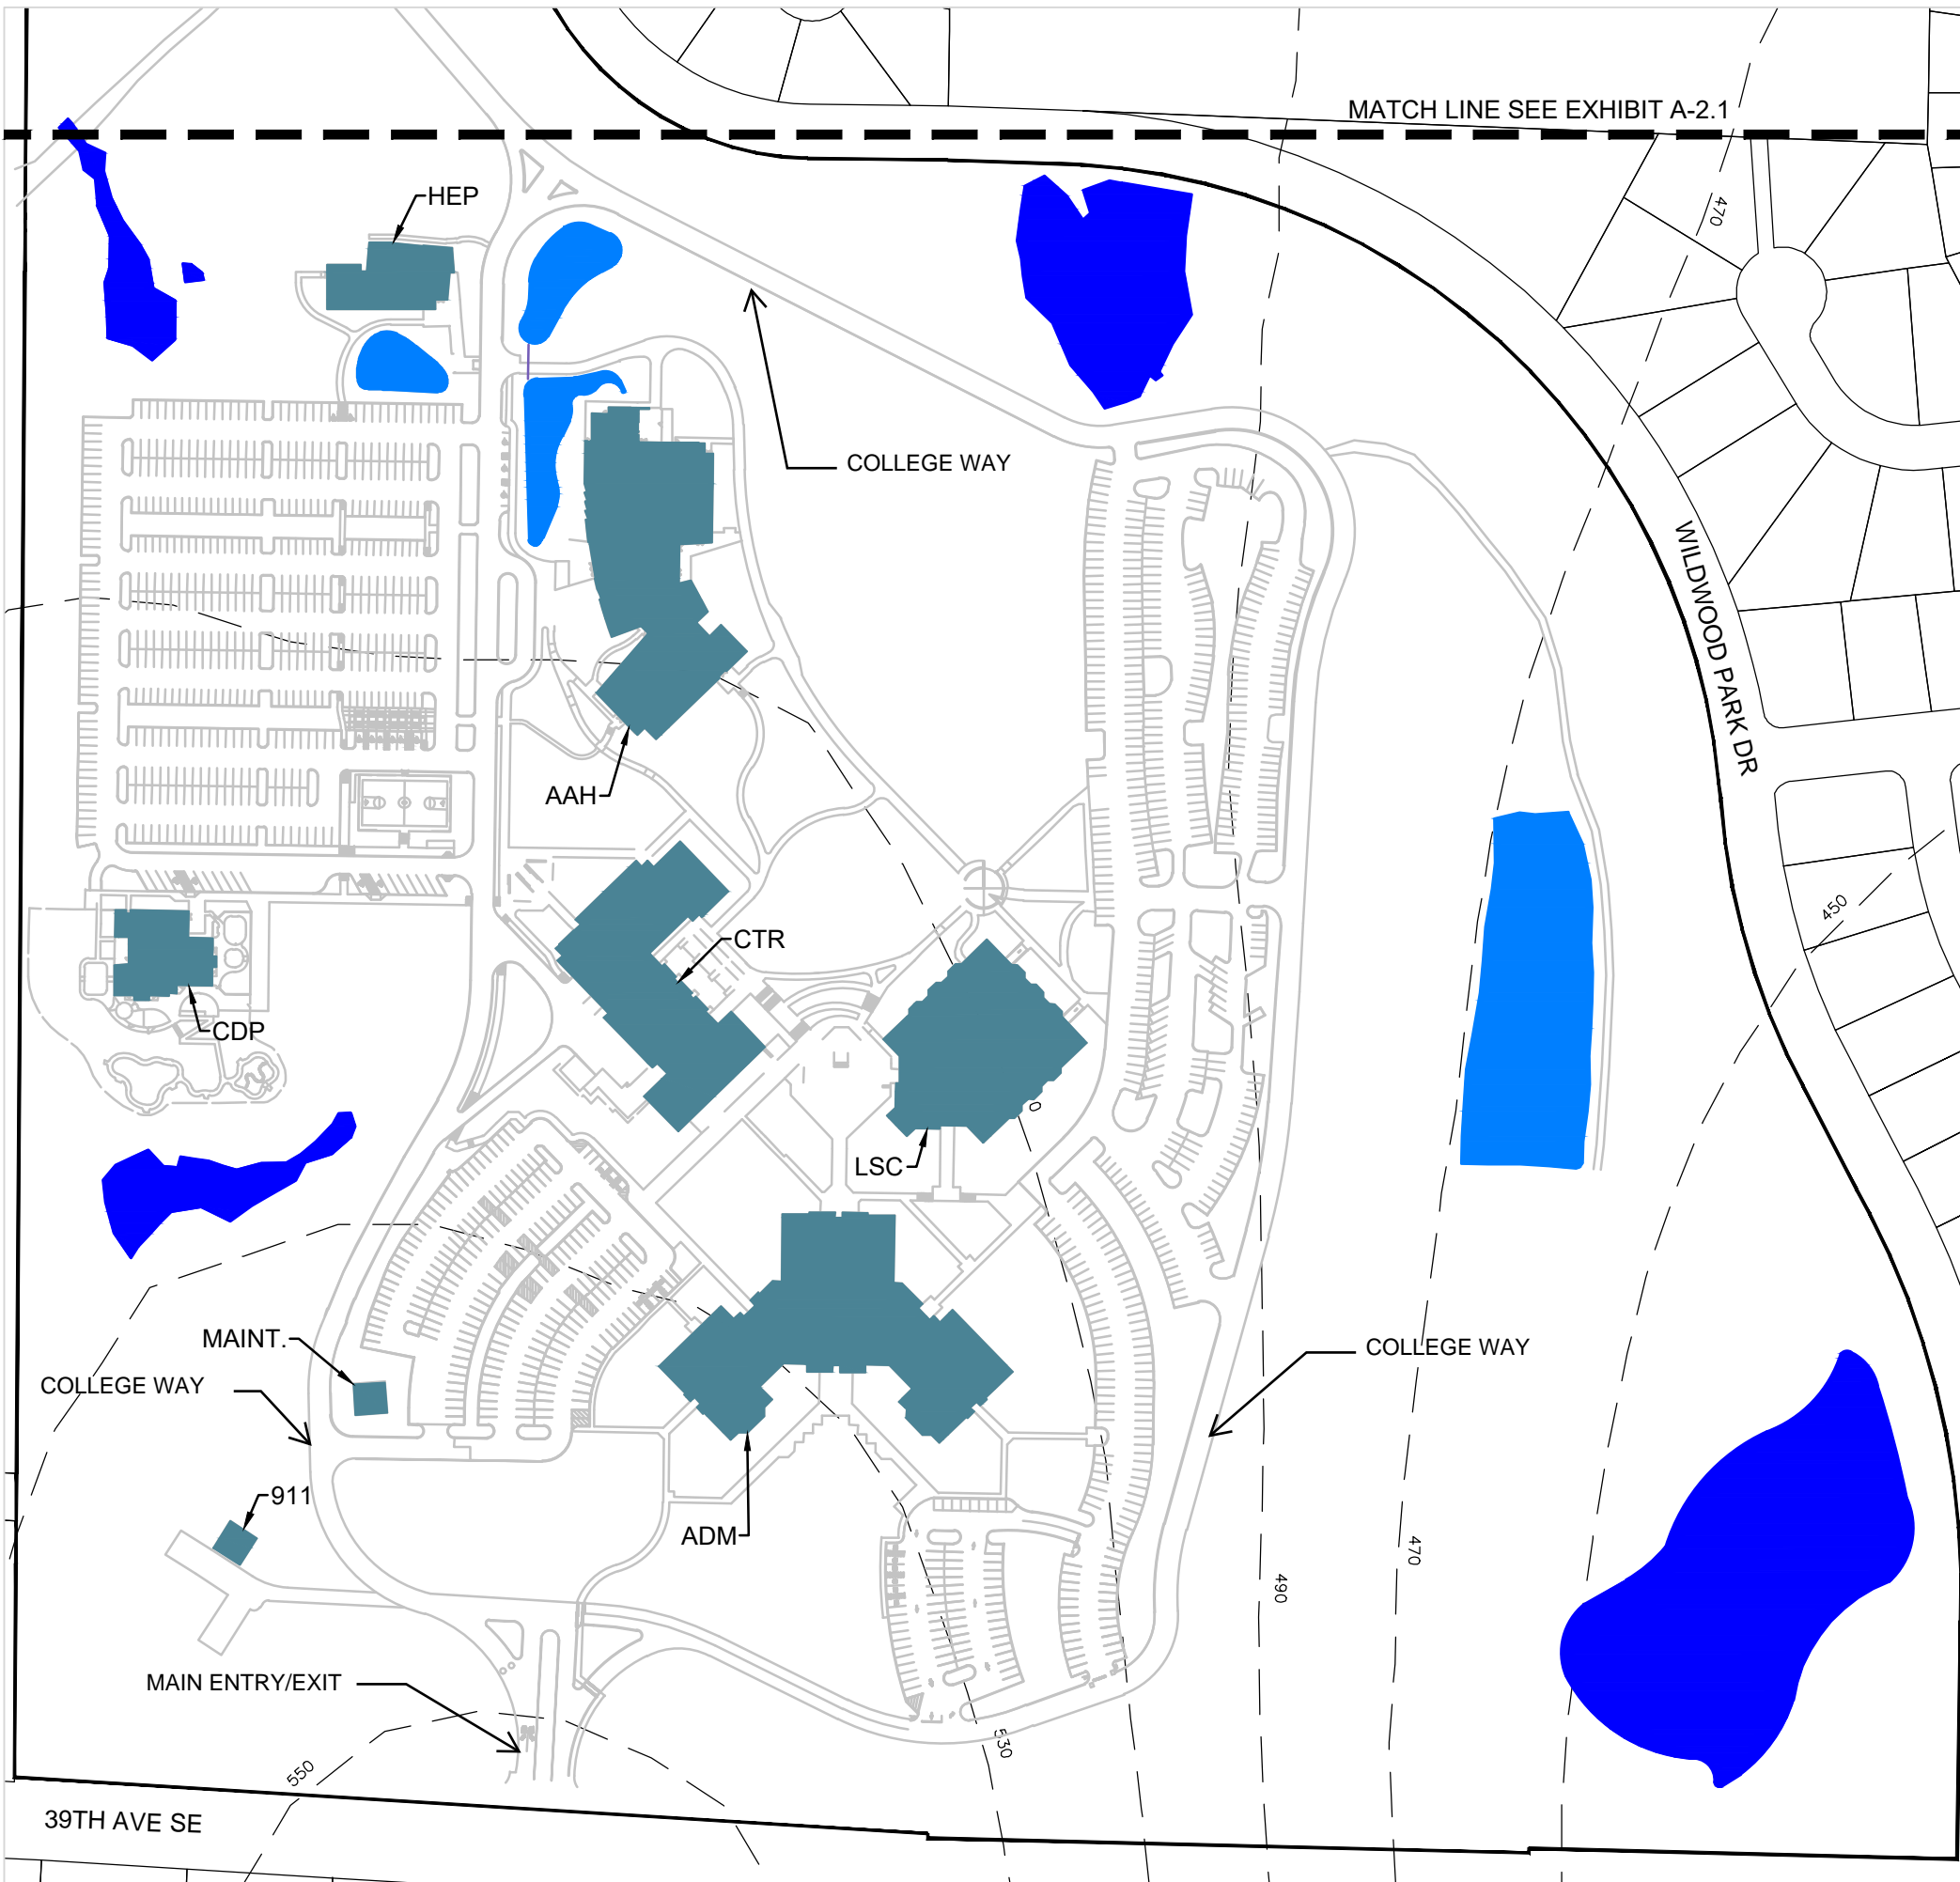 MATCH LINE SEE EXHIBIT A-2.1
HEP
470
COLLEGE WAY
WILDWOOD PARK DR
AAH
450
CTR
CDP
0
LSC
MAINT.
COLLEGE WAY
COLLEGE WAY
911
ADM
470
490
MAIN ENTRY/EXIT
530
550
39TH AVE SE